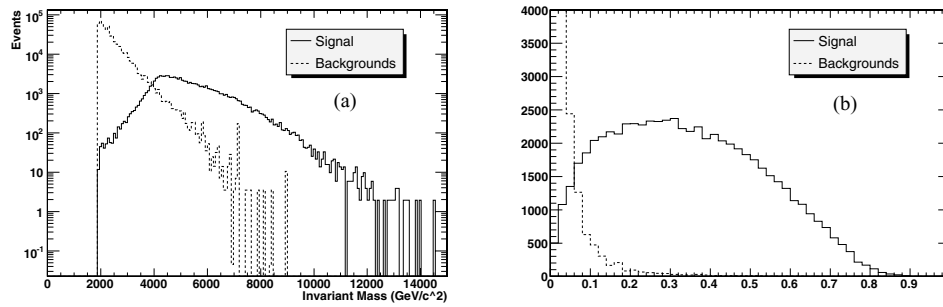 Events
10^5
10^4
10^3
10^2
10
1
10^-1
0 2000 4000 6000 8000 10000 12000 14000
Invariant Mass (GeV/c^2)
Signal
Backgrounds
(a)
4000
3500
3000
2500
2000
1500
1000
500
0
0 0.1 0.2 0.3 0.4 0.5 0.6 0.7 0.8 0.9
Signal
Backgrounds
(b)